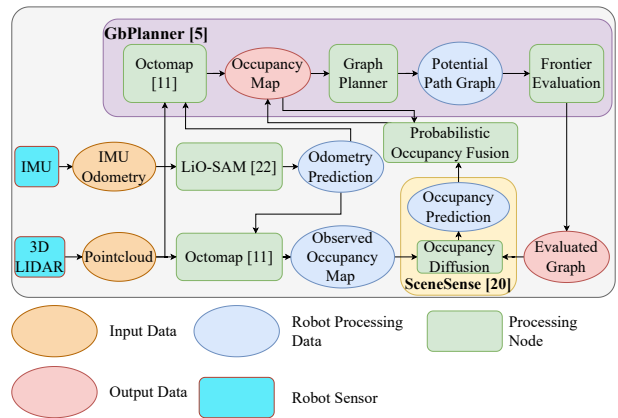 GbPlanner [5]
Octomap
[11]
Occupancy
Map
Graph
Planner
Potential
Path Graph
Frontier
Evaluation
Probabilistic
Occupancy Fusion
IMU
IMU
Odometry
LiO-SAM [22]
Odometry
Prediction
Occupancy
Prediction
3D
LIDAR
Pointcloud
Octomap [11]
Observed
Occupancy
Map
Occupancy
Diffusion
SceneSense [20]
Evaluated
Graph
Input Data
Robot Processing
Data
Processing
Node
Output Data
Robot Sensor